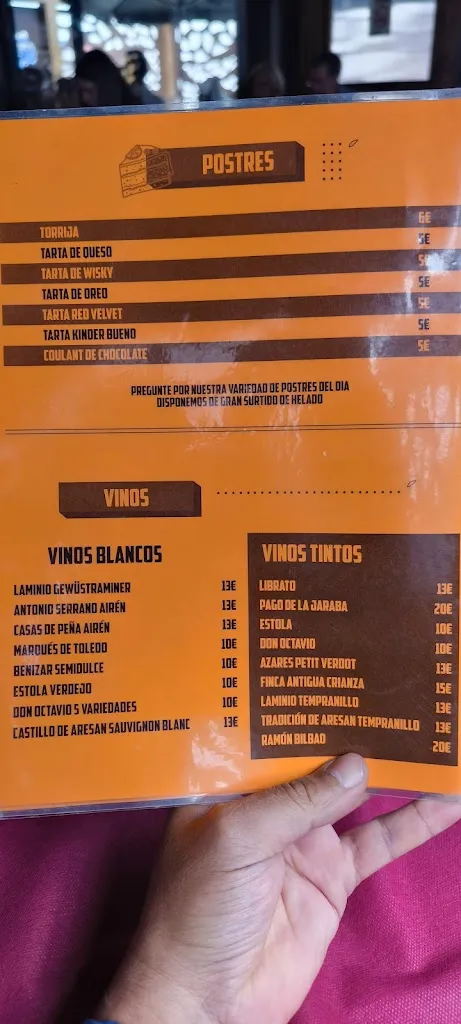 POSTRES
TORRIJA 6€
TARTA DE QUESO 5€
TARTA DE WISKY 5€
TARTA DE OREO 5€
TARTA RED VELVET 5€
TARTA KINDER BUENO 5€
COULANT DE CHOCOLATE 5€
PREGUNTE POR NUESTRA VARIEDAD DE POSTRES DEL DIA
DISPONEMOS DE GRAN SURTIDO DE HELADO
VINOS
VINOS BLANCOS
LAMINIO GEWÜSTRAMINER 13€
ANTONIO SERRANO AIRÉN 13€
CASAS DE PEÑA AIRÉN 13€
MARQUÉS DE TOLEDO 10€
BENIZAR SEMIDULCE 10€
ESTOLA VERDEJO 10€
DON OCTAVIO 5 VARIEDADES 10€
CASTILLO DE ARESAN SAUVIGNON BLANC 13€
VINOS TINTOS
LIBRATO 13€
PAGO DE LA JARABA 20€
ESTOLA 10€
DON OCTAVIO 10€
AZARES PETIT VERDOT 13€
FINCA ANTIGUA CRIANZA 15€
LAMINIO TEMPRANILLO 13€
TRADICIÓN DE ARESAN TEMPRANILLO 13€
RAMÓN BILBAO 20€